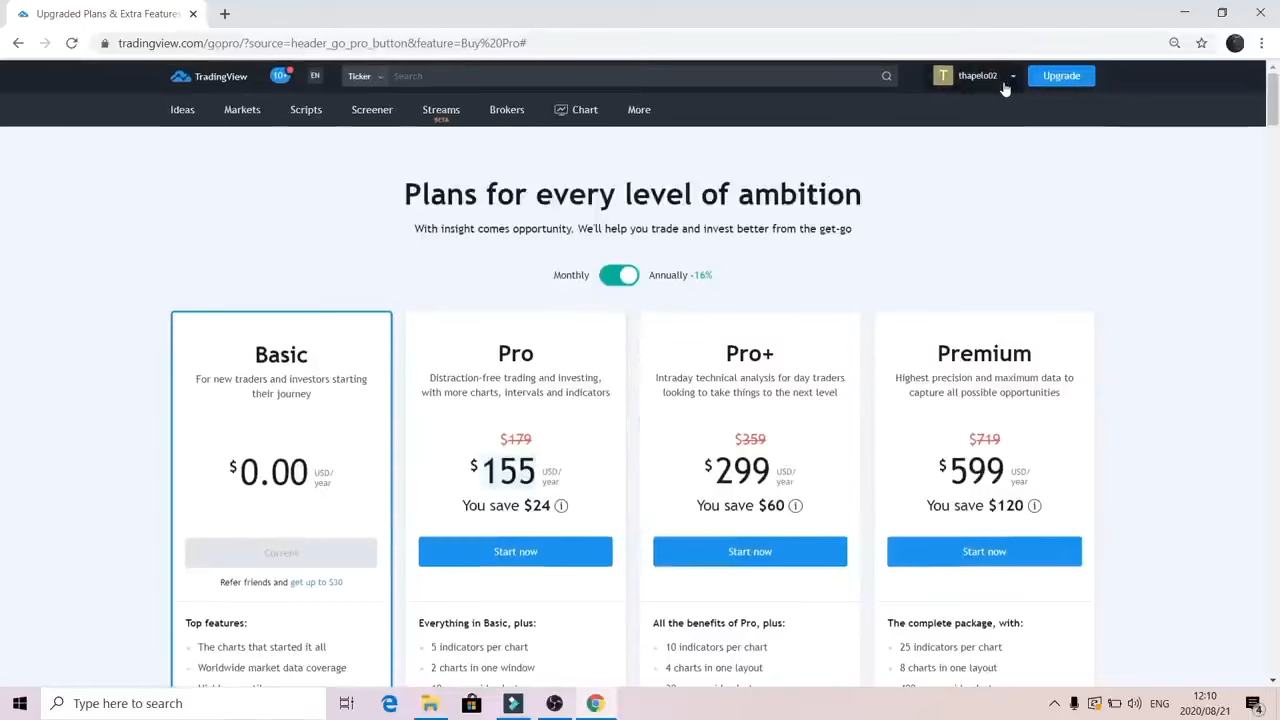 Upgraded Plans & Extra Features
tradingview.com/gopro/?source=header_go_pro_button&feature=Buy%20Pro#
TradingView
10+
EN
Ticker
Search
T
thapelo02
Upgrade
Ideas
Markets
Scripts
Screener
Streams
BETA
Brokers
Chart
More
Plans for every level of ambition
With insight comes opportunity. We'll help you trade and invest better from the get-go
Monthly
Annually -16%
Basic
For new traders and investors starting
their journey
$0.00 USD/
year
Current
Refer friends and get up to $30
Top features:
The charts that started it all
Worldwide market data coverage
Pro
Distraction-free trading and investing,
with more charts, intervals and indicators
$179
$155 USD/
year
You save $24
Start now
Everything in Basic, plus:
5 indicators per chart
2 charts in one window
Pro+
Intraday technical analysis for day traders
looking to take things to the next level
$359
$299 USD/
year
You save $60
Start now
All the benefits of Pro, plus:
10 indicators per chart
4 charts in one layout
Premium
Highest precision and maximum data to
capture all possible opportunities
$719
$599 USD/
year
You save $120
Start now
The complete package, with:
25 indicators per chart
8 charts in one layout
Type here to search
ENG
12:10
2020/08/21
4